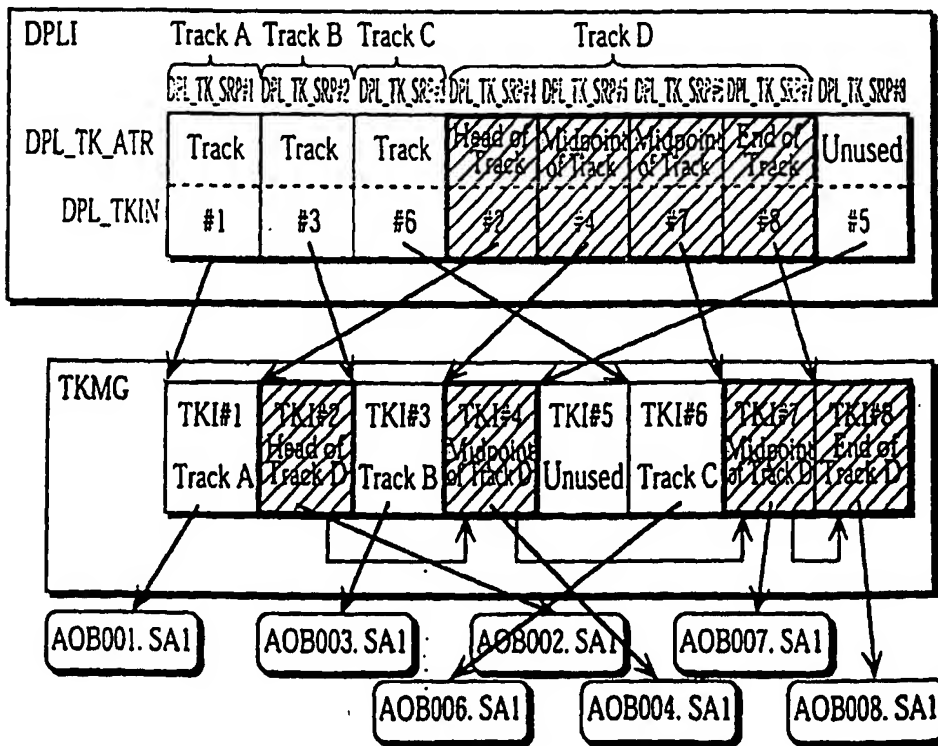 DPLI Track A Track B Track C Track D
DPL_TK_SRP#1 DPL_TK_SRP#2 DPL_TK_SRP#3 DPL_TK_SRP#4 DPL_TK_SRP#5 DPL_TK_SRP#6 DPL_TK_SRP#7 DPL_TK_SRP#8
DPL_TK_ATR Track Track Track Head of Track Midpoint of Track Midpoint of Track End of Track Unused
DPL_TKIN #1 #3 #6 #2 #4 #7 #8 #5
TKMG
TKI#1 TKI#2 TKI#3 TKI#4 TKI#5 TKI#6 TKI#7 TKI#8
Track A Head of Track D Track B Midpoint of Track D Unused Track C Midpoint of Track D End of Track D
AOB001. SA1 AOB003. SA1 AOB002. SA1 AOB007. SA1
AOB006. SA1 AOB004. SA1 AOB008. SA1